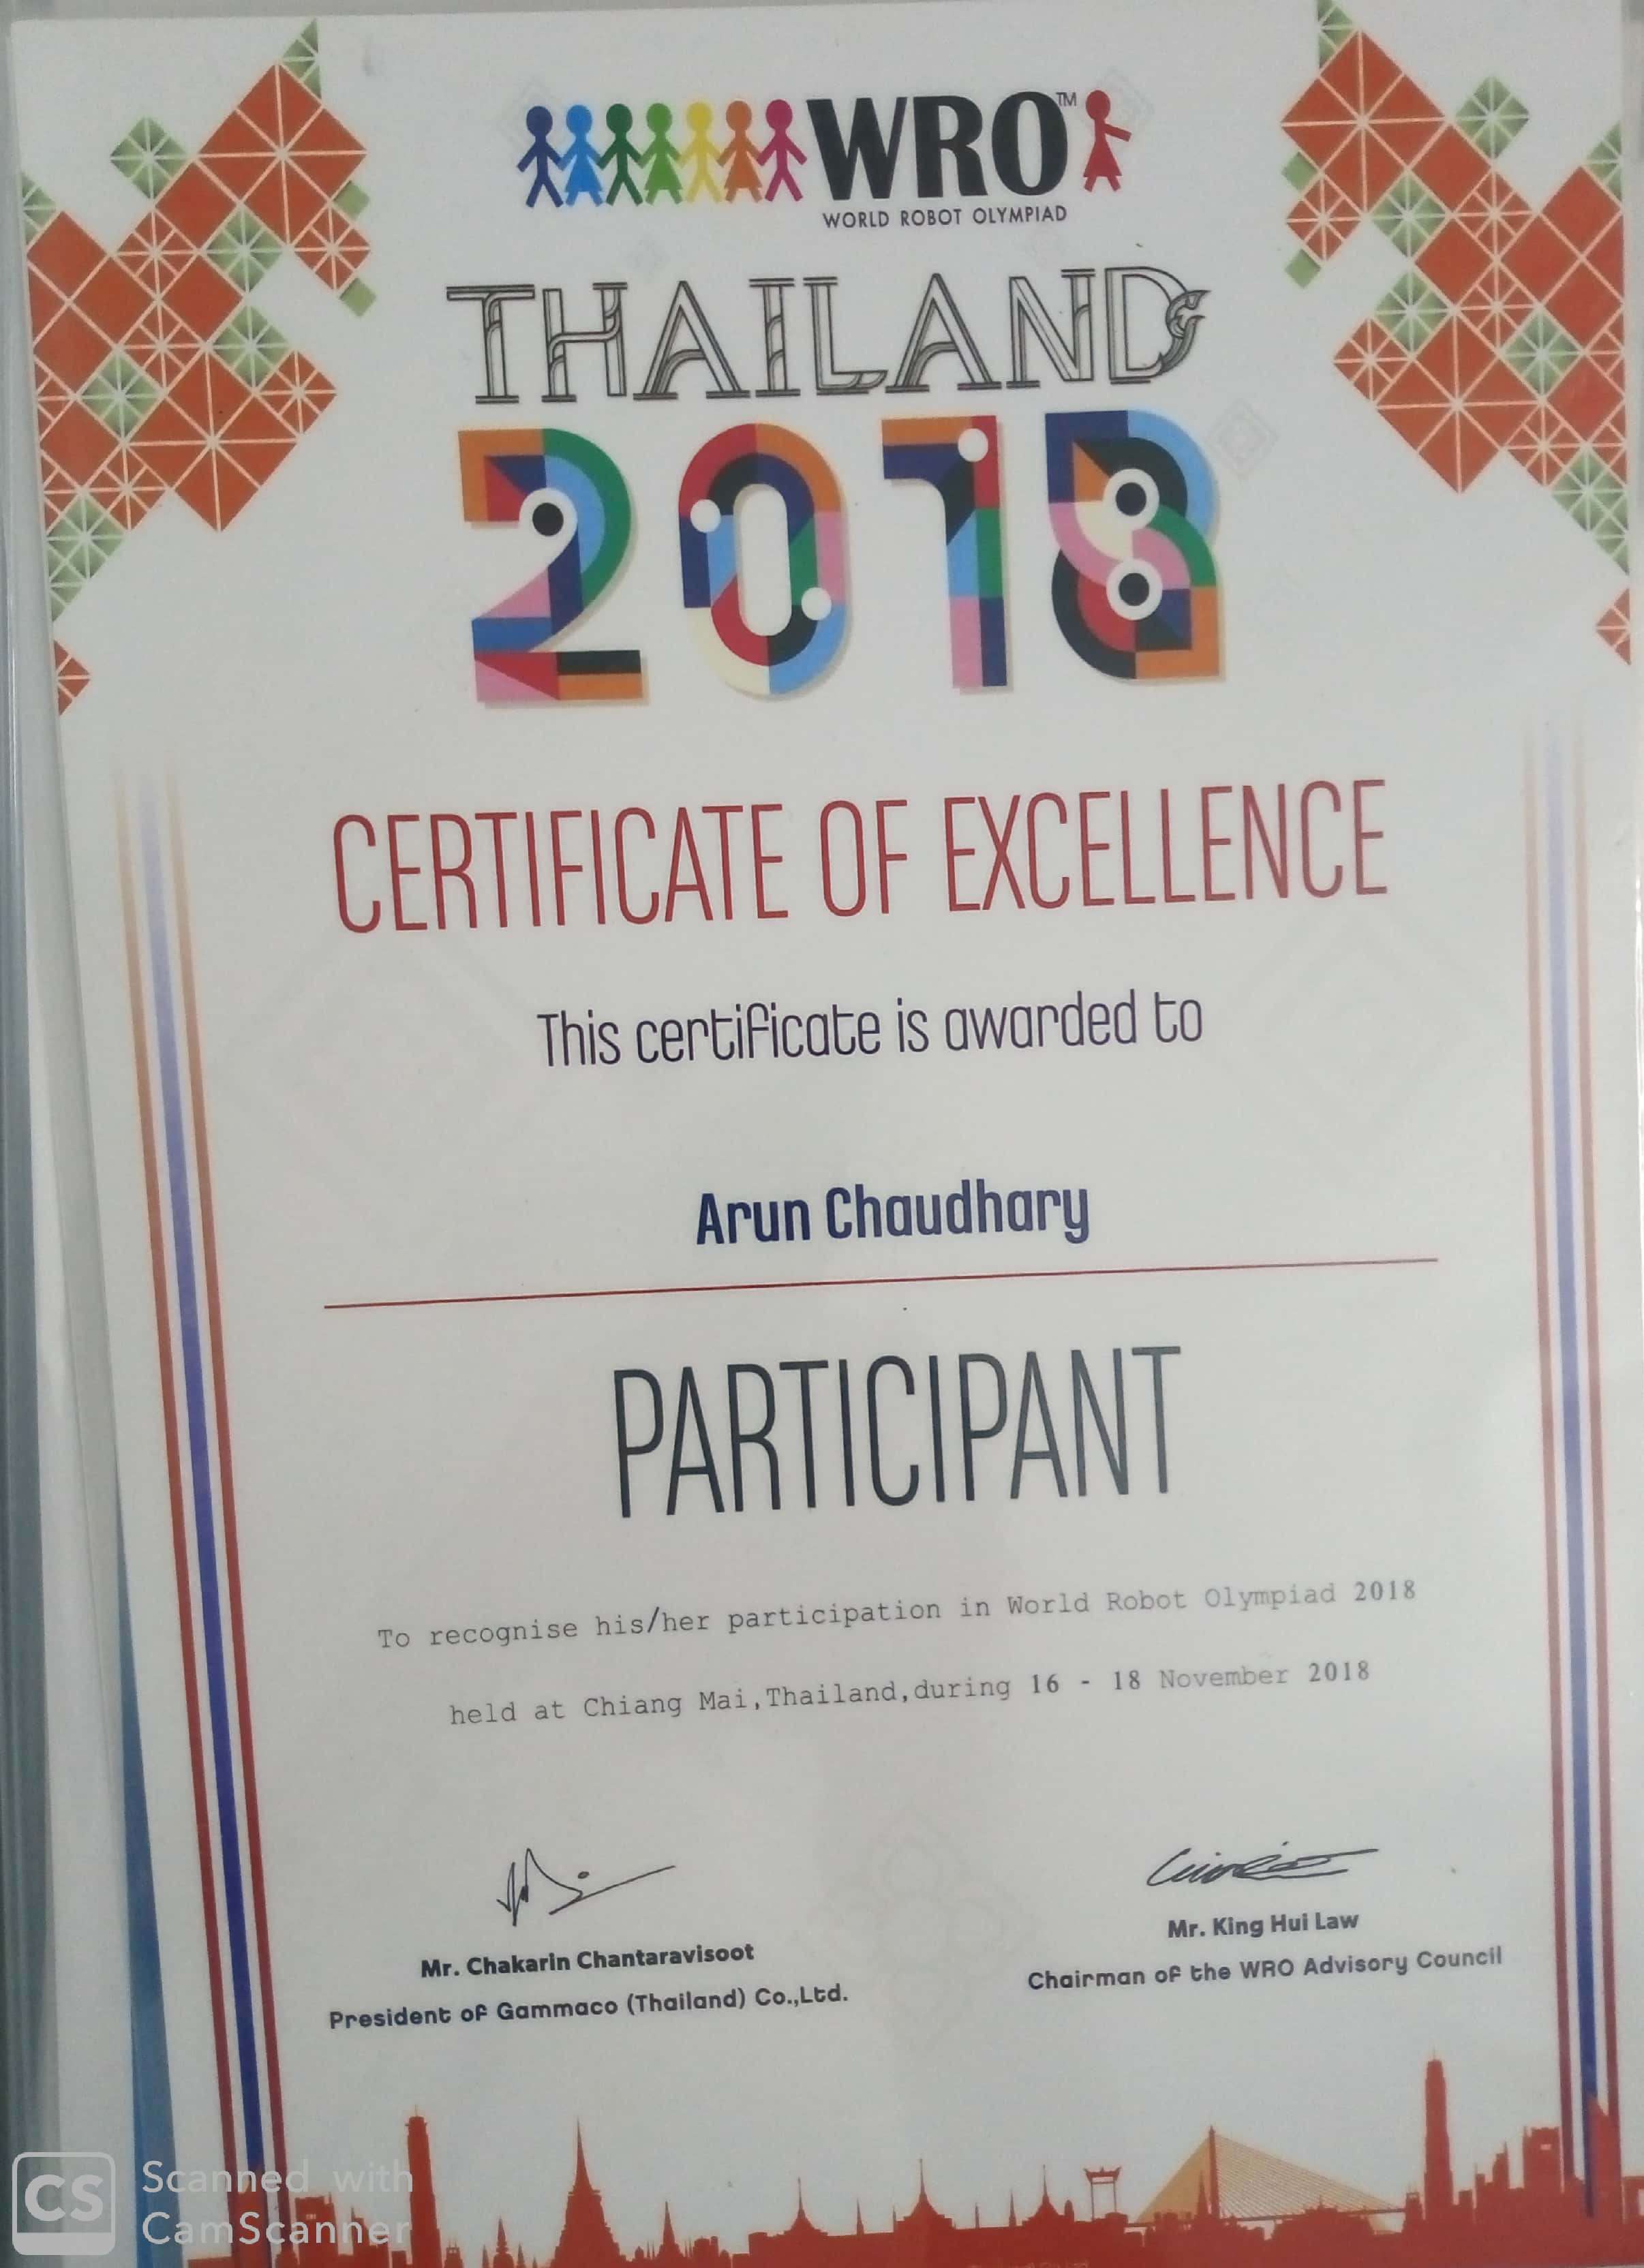 WRO™
WORLD ROBOT OLYMPIAD
THAILAND
2018
CERTIFICATE OF EXCELLENCE
This certificate is awarded to
Arun Chaudhary
PARTICIPANT
To recognise his/her participation in World Robot Olympiad 2018
held at Chiang Mai,Thailand,during 16 - 18 November 2018
Mr. Chakarin Chantaravisoot
President of Gammaco (Thailand) Co.,Ltd.
Mr. King Hui Law
Chairman of the WRO Advisory Council
CS Scanned with
CamScanner